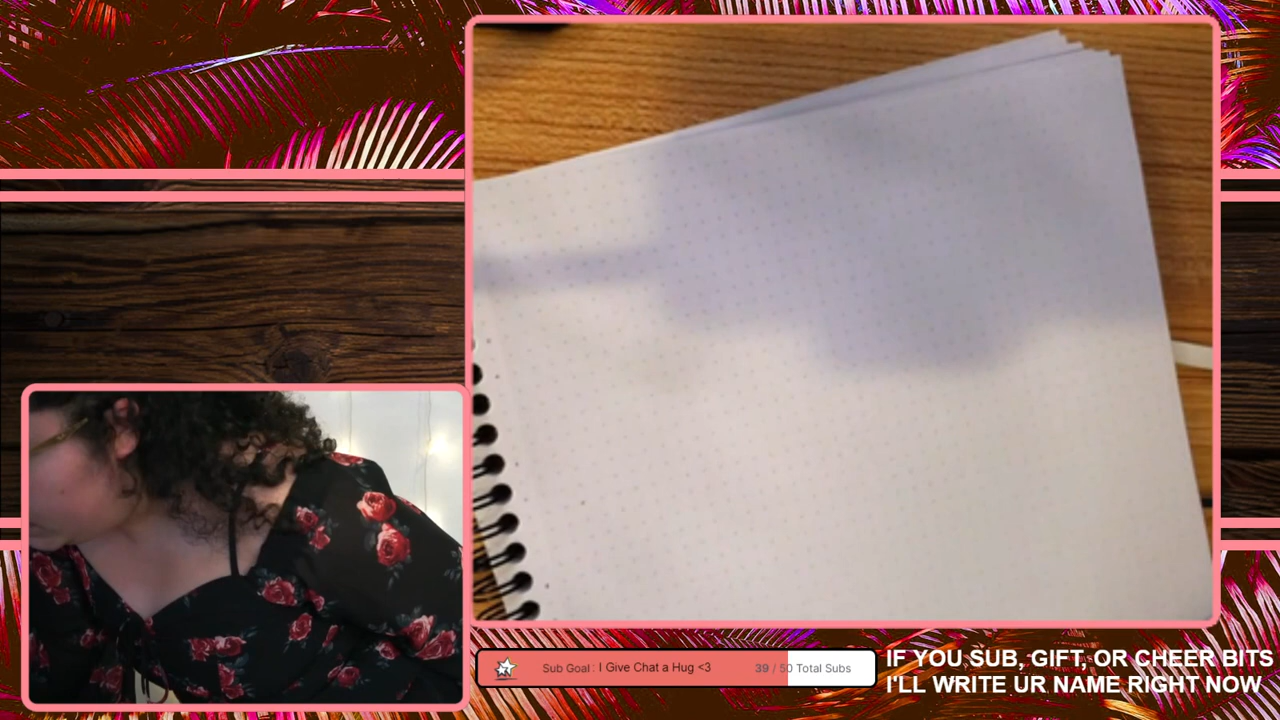 Sub Goal : I Give Chat a Hug <3 39 / 50 Total Subs
IF YOU SUB, GIFT, OR CHEER BITS
I'LL WRITE UR NAME RIGHT NOW